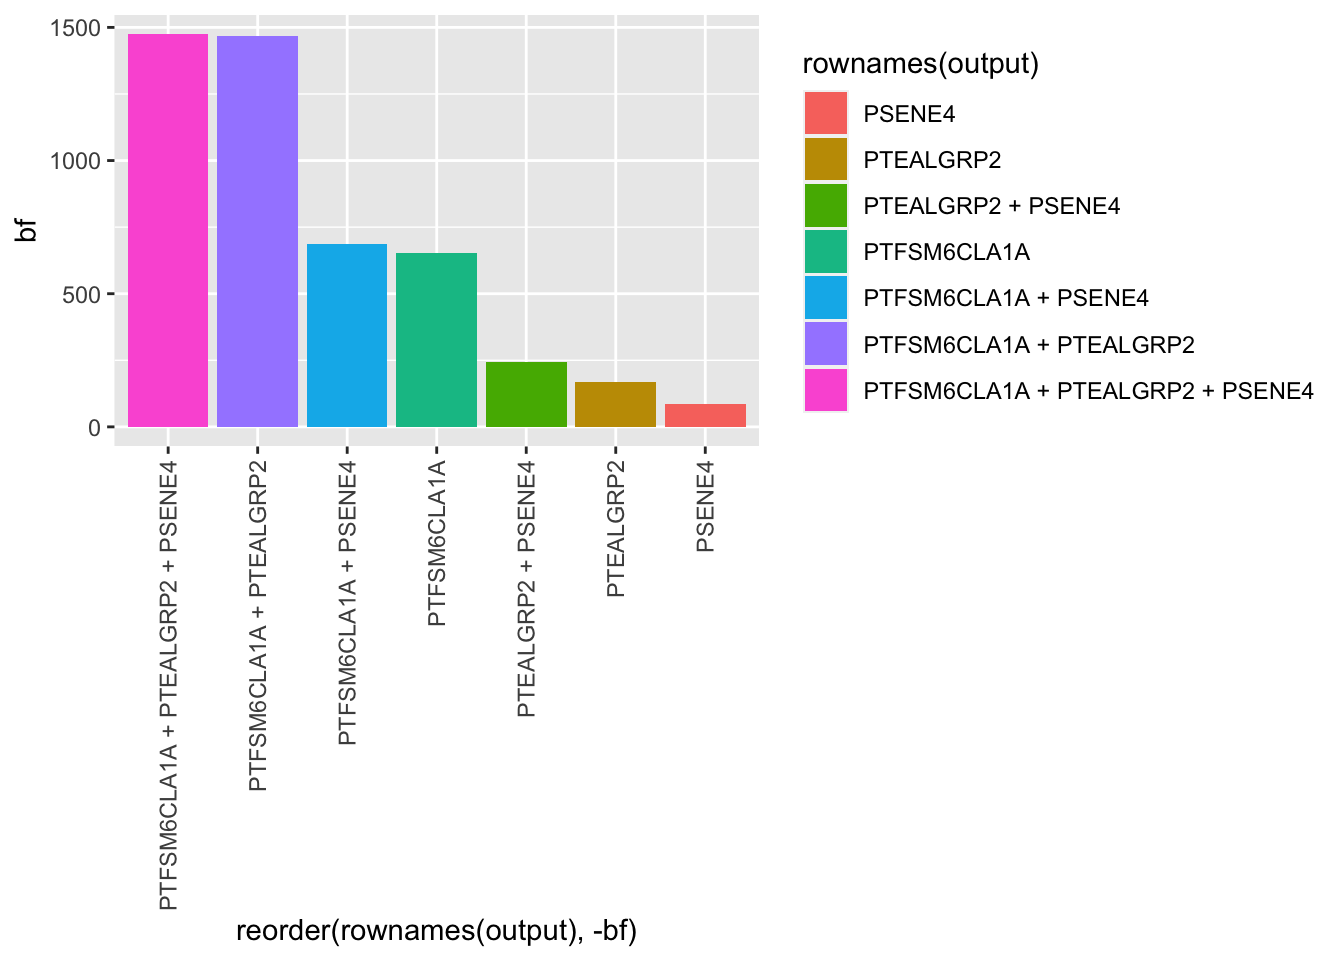 1500
1000
500
0
bf
PTFSM6CLA1A + PTEALGRP2 + PSENE4
PTFSM6CLA1A + PTEALGRP2
PTFSM6CLA1A + PSENE4
PTFSM6CLA1A
PTEALGRP2 + PSENE4
PTEALGRP2
PSENE4
reorder(rownames(output), -bf)
rownames(output)
PSENE4
PTEALGRP2
PTEALGRP2 + PSENE4
PTFSM6CLA1A
PTFSM6CLA1A + PSENE4
PTFSM6CLA1A + PTEALGRP2
PTFSM6CLA1A + PTEALGRP2 + PSENE4